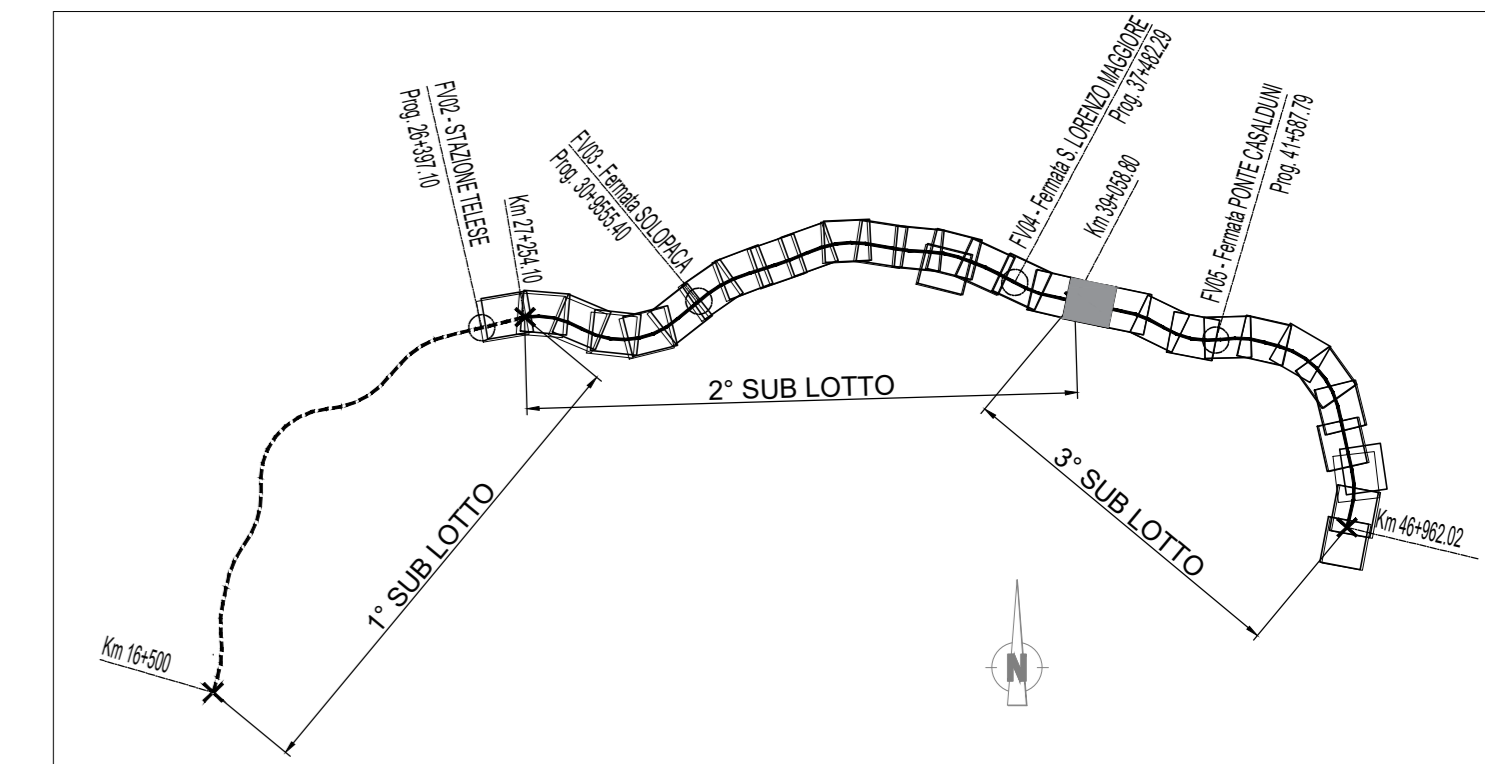 FV02 - STAZIONE TELESE
Prog. 26+397.10
Km 27+254.10
FV03 - Fermata SOLOPACA
Prog. 30+9555.40
FV04 - Fermata S. LORENZO MAGGIORE
Prog. 37+482.29
Km 39+058.80
FV05 - Fermata PONTE CASALDUNI
Prog. 41+587.79
2° SUB LOTTO
1° SUB LOTTO
3° SUB LOTTO
Km 46+962.02
Km 16+500
N